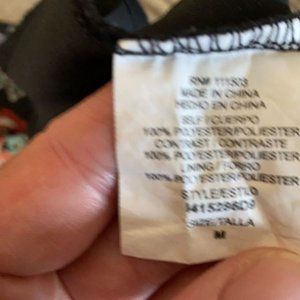 RN# 111503
MADE IN CHINA
HECHO EN CHINA
SELF / CUERPO
100% POLYESTER/POLIESTER
CONTRAST / CONTRASTE
100% POLYESTER/POLIESTER
LINING / FORRO
100% POLYESTER/POLIESTER
STYLE/ESTILO
SIZE/TALLA
M